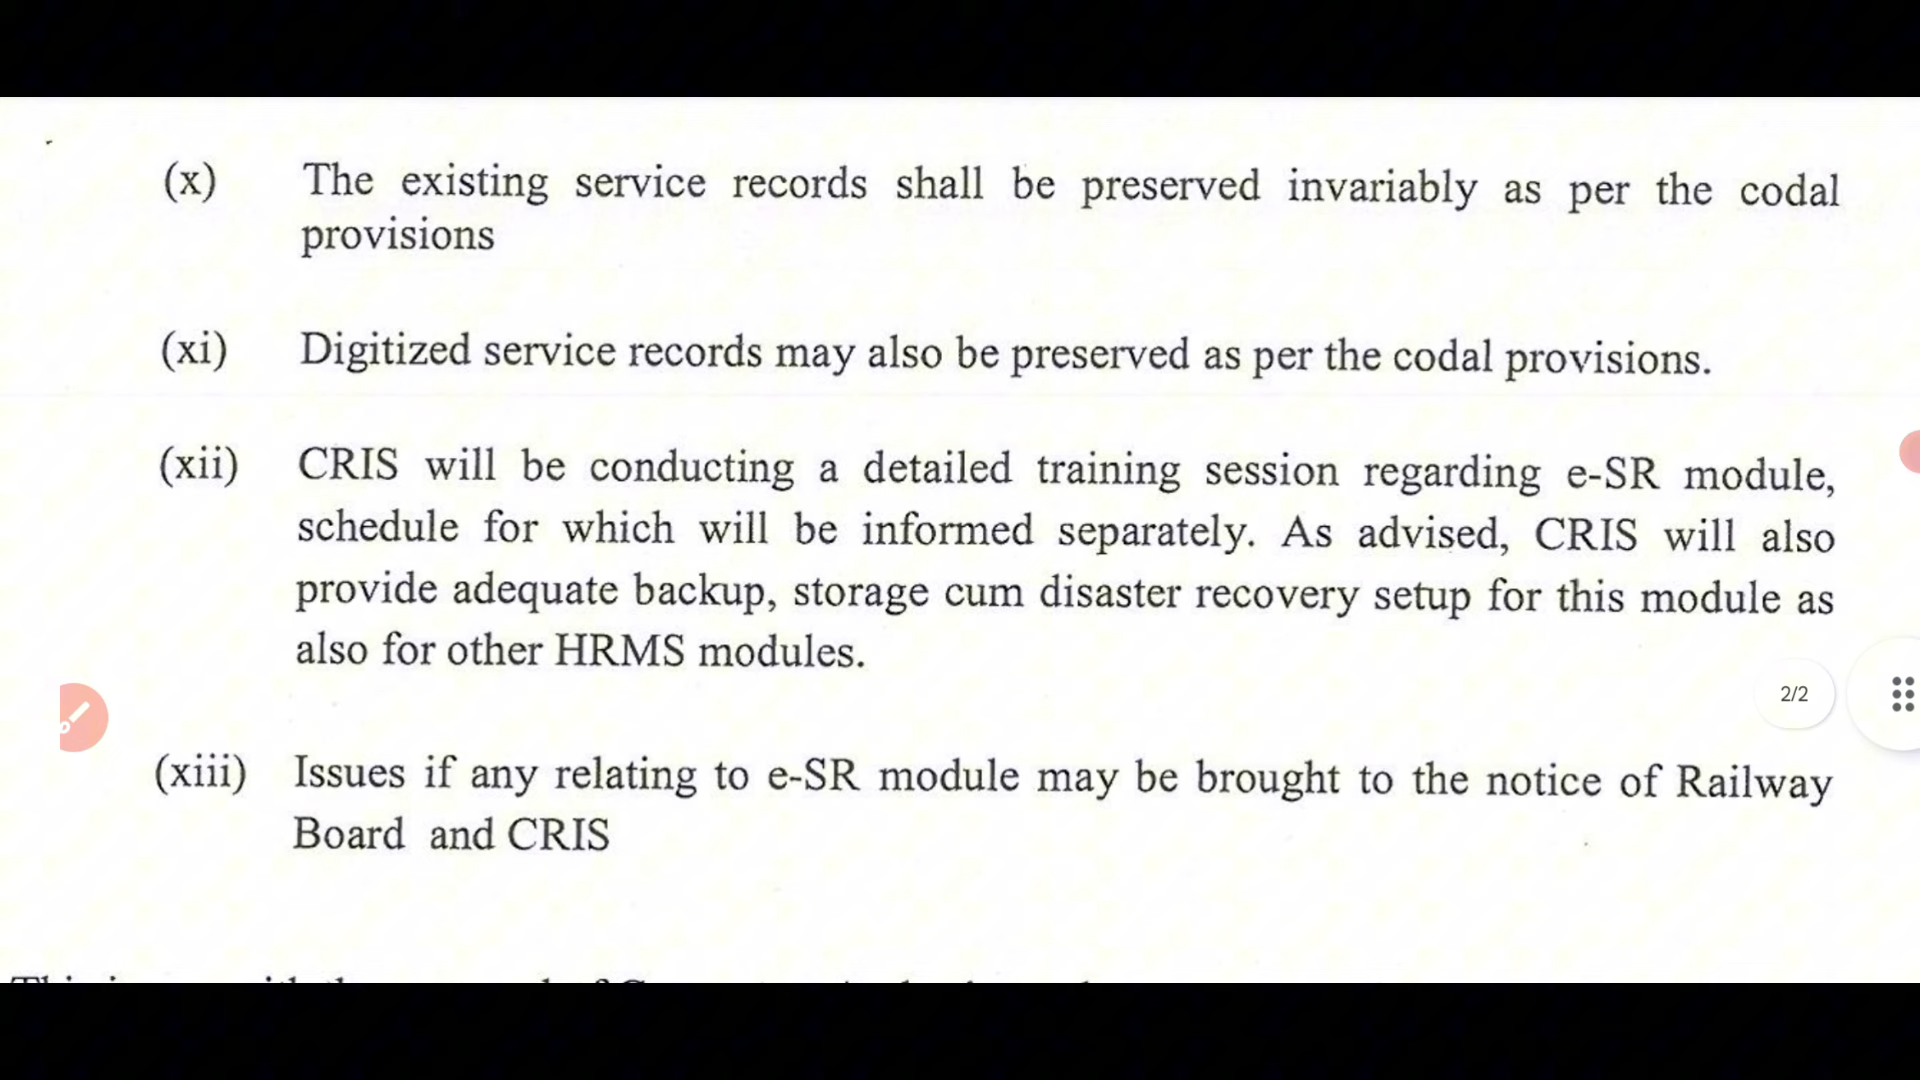 (x) The existing service records shall be preserved invariably as per the codal
provisions
(xi) Digitized service records may also be preserved as per the codal provisions.
(xii) CRIS will be conducting a detailed training session regarding e-SR module,
schedule for which will be informed separately. As advised, CRIS will also
provide adequate backup, storage cum disaster recovery setup for this module as
also for other HRMS modules.
2/2
(xiii) Issues if any relating to e-SR module may be brought to the notice of Railway
Board and CRIS